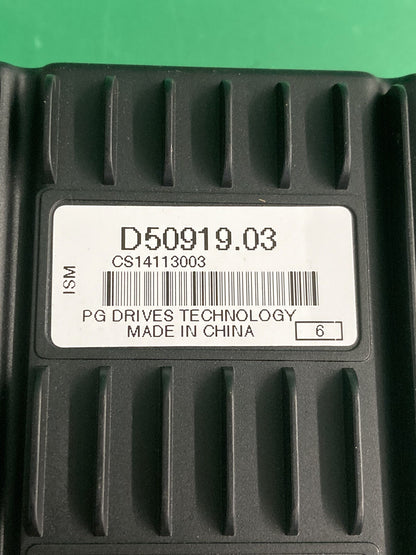 ISM
D50919.03
CS14113003
PG DRIVES TECHNOLOGY
MADE IN CHINA
6